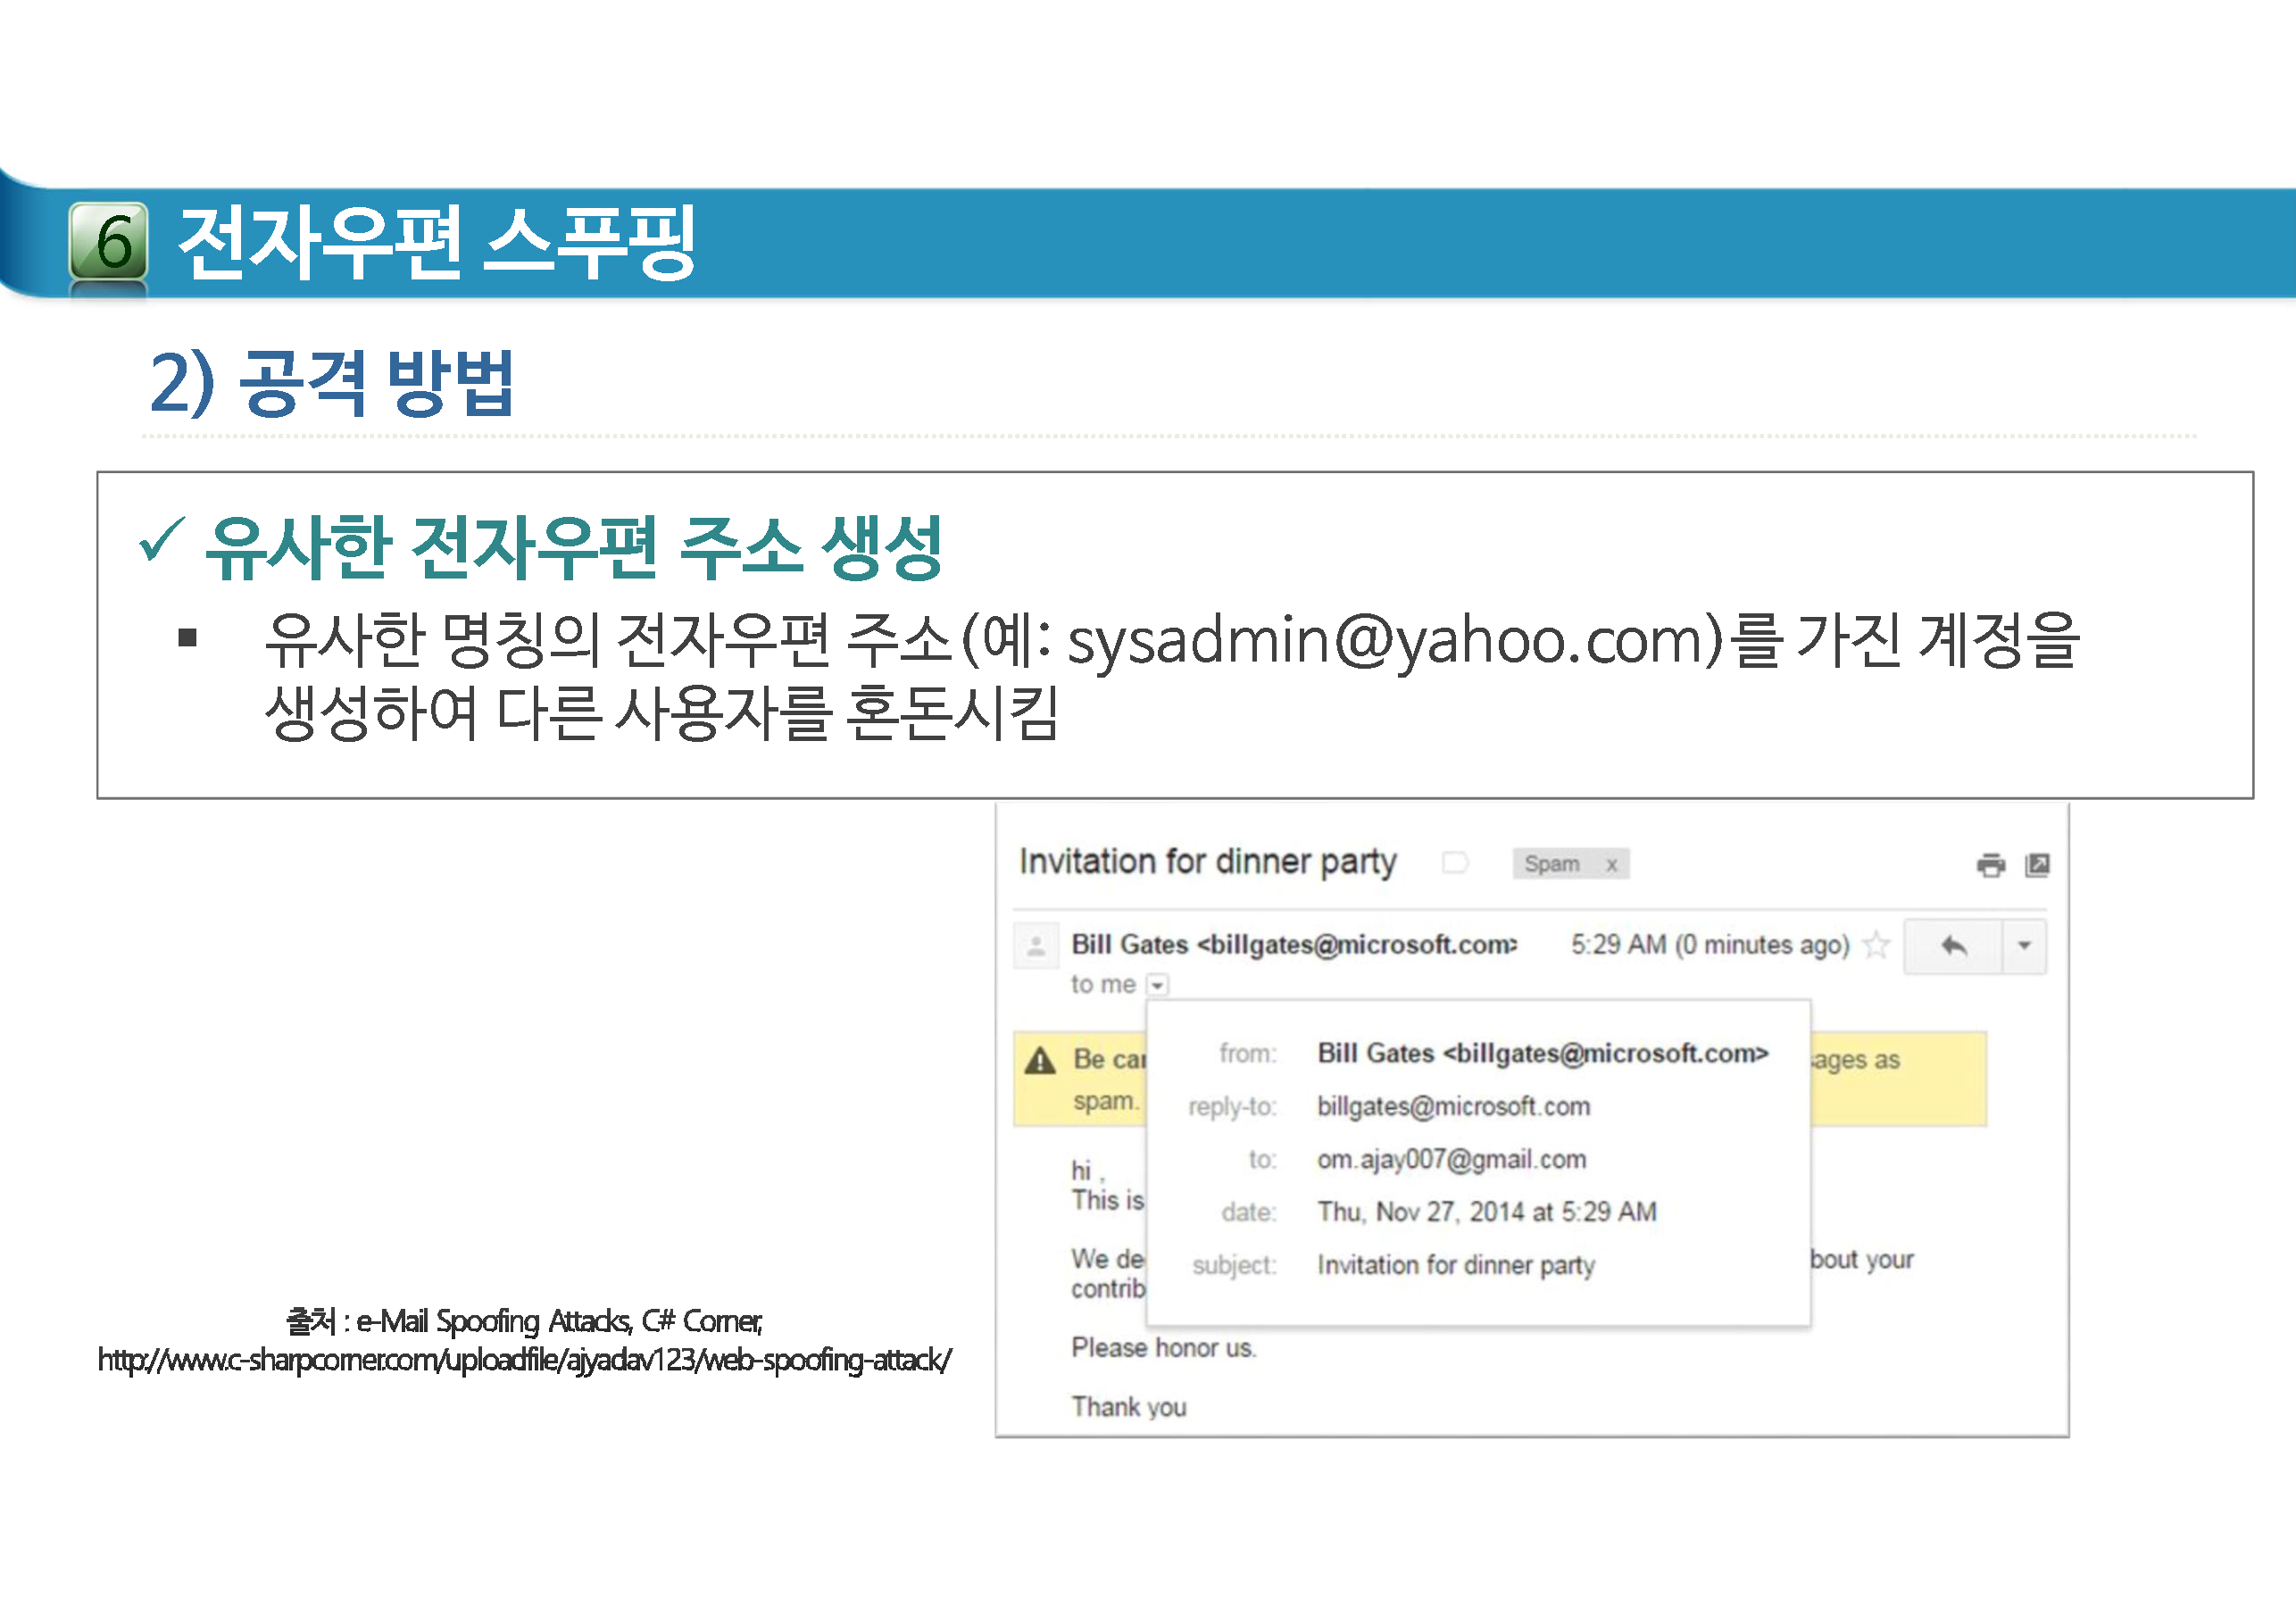 6 전자우편 스푸핑
2) 공격 방법
✓ 유사한 전자우편 주소 생성
▪ 유사한 명칭의 전자우편 주소(예: sysadmin@yahoo.com)를 가진 계정을
생성하여 다른 사용자를 혼돈시킴
Invitation for dinner party Spam x
Bill Gates <billgates@microsoft.com> 5:29 AM (0 minutes ago)
to me
Be
spam.
ages as
from: Bill Gates <billgates@microsoft.com>
reply-to: billgates@microsoft.com
to: om.ajay007@gmail.com
date: Thu, Nov 27, 2014 at 5:29 AM
subject: Invitation for dinner party
hi ,
This is
We de
bout your
contrib
Please honor us.
Thank you
출처 : e-Mail Spoofing Attacks, C# Corner,
http://www.c-sharpcorner.com/uploadfile/ajyadav123/web-spoofing-attack/